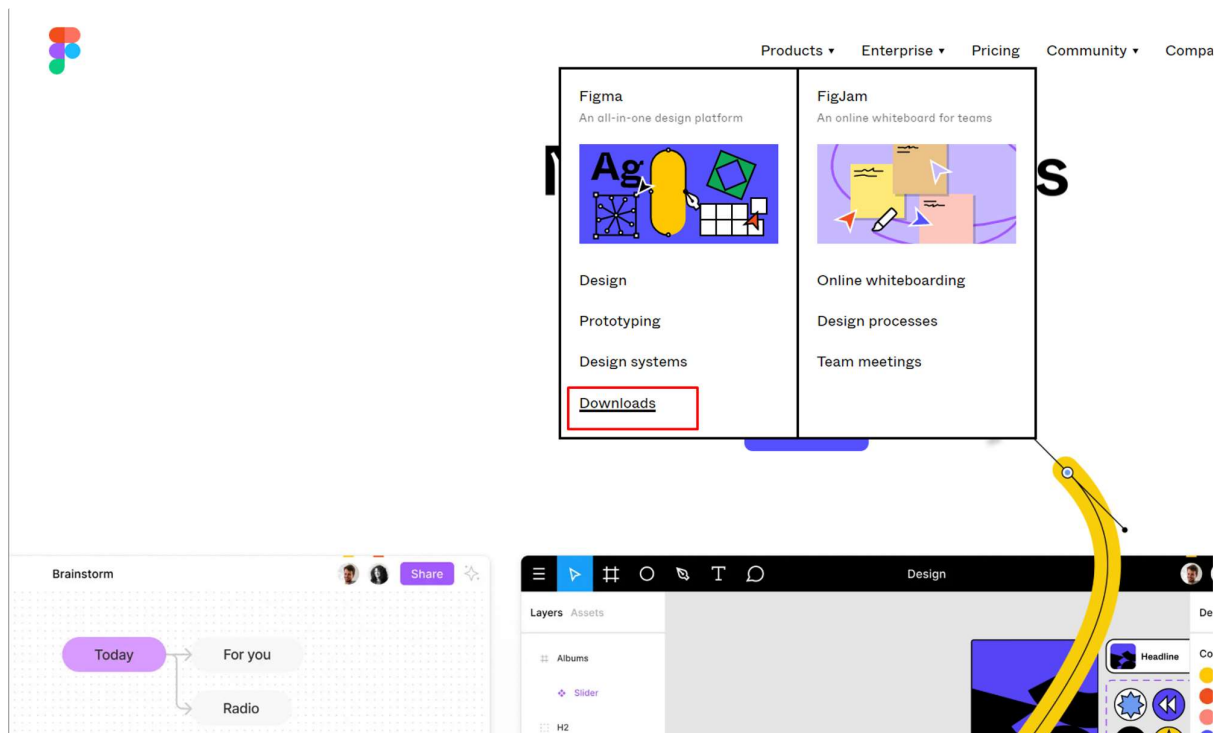 Products ▾ Enterprise ▾ Pricing Community ▾ Compa
Figma
An all-in-one design platform
FigJam
An online whiteboard for teams
Ag
s
Design
Prototyping
Design systems
Downloads
Online whiteboarding
Design processes
Team meetings
Brainstorm
Share
Today
For you
Radio
Design
Layers Assets
Albums
Slider
H2
Headline
De
Co